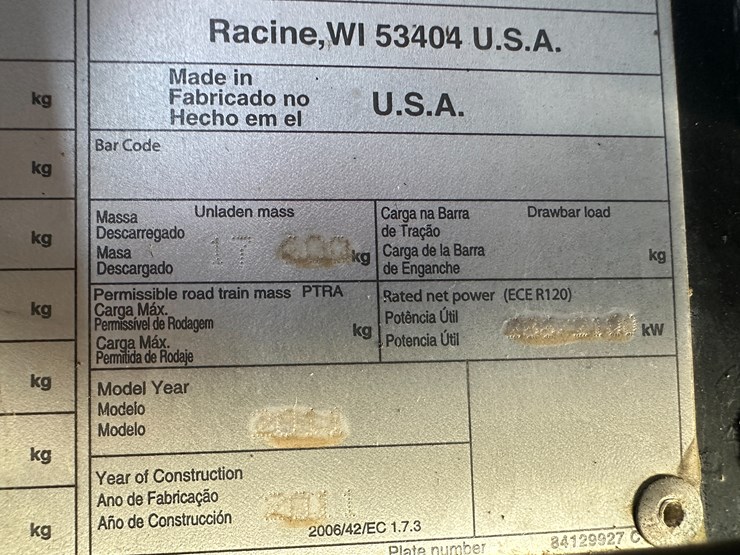 Racine, WI 53404 U.S.A.
Made in
Fabricado no
Hecho em el
U.S.A.
Bar Code
Massa
Descarregado
Masa
Descargado
Unladen mass
17
kg
Carga na Barra
de Tração
Carga de la Barra
de Enganche
Drawbar load
kg
Permissible road train mass PTRA
Carga Máx.
Permissível de Rodagem
Carga Máx.
Permitida de Rodaje
kg
Rated net power (ECE R120)
Potência Útil
Potencia Útil
kW
Model Year
Modelo
Modelo
Year of Construction
Ano de Fabricação
Año de Construcción
2006/42/EC 1.7.3
Plate number
84129927 C
kg
kg
kg
kg
kg
kg
kg